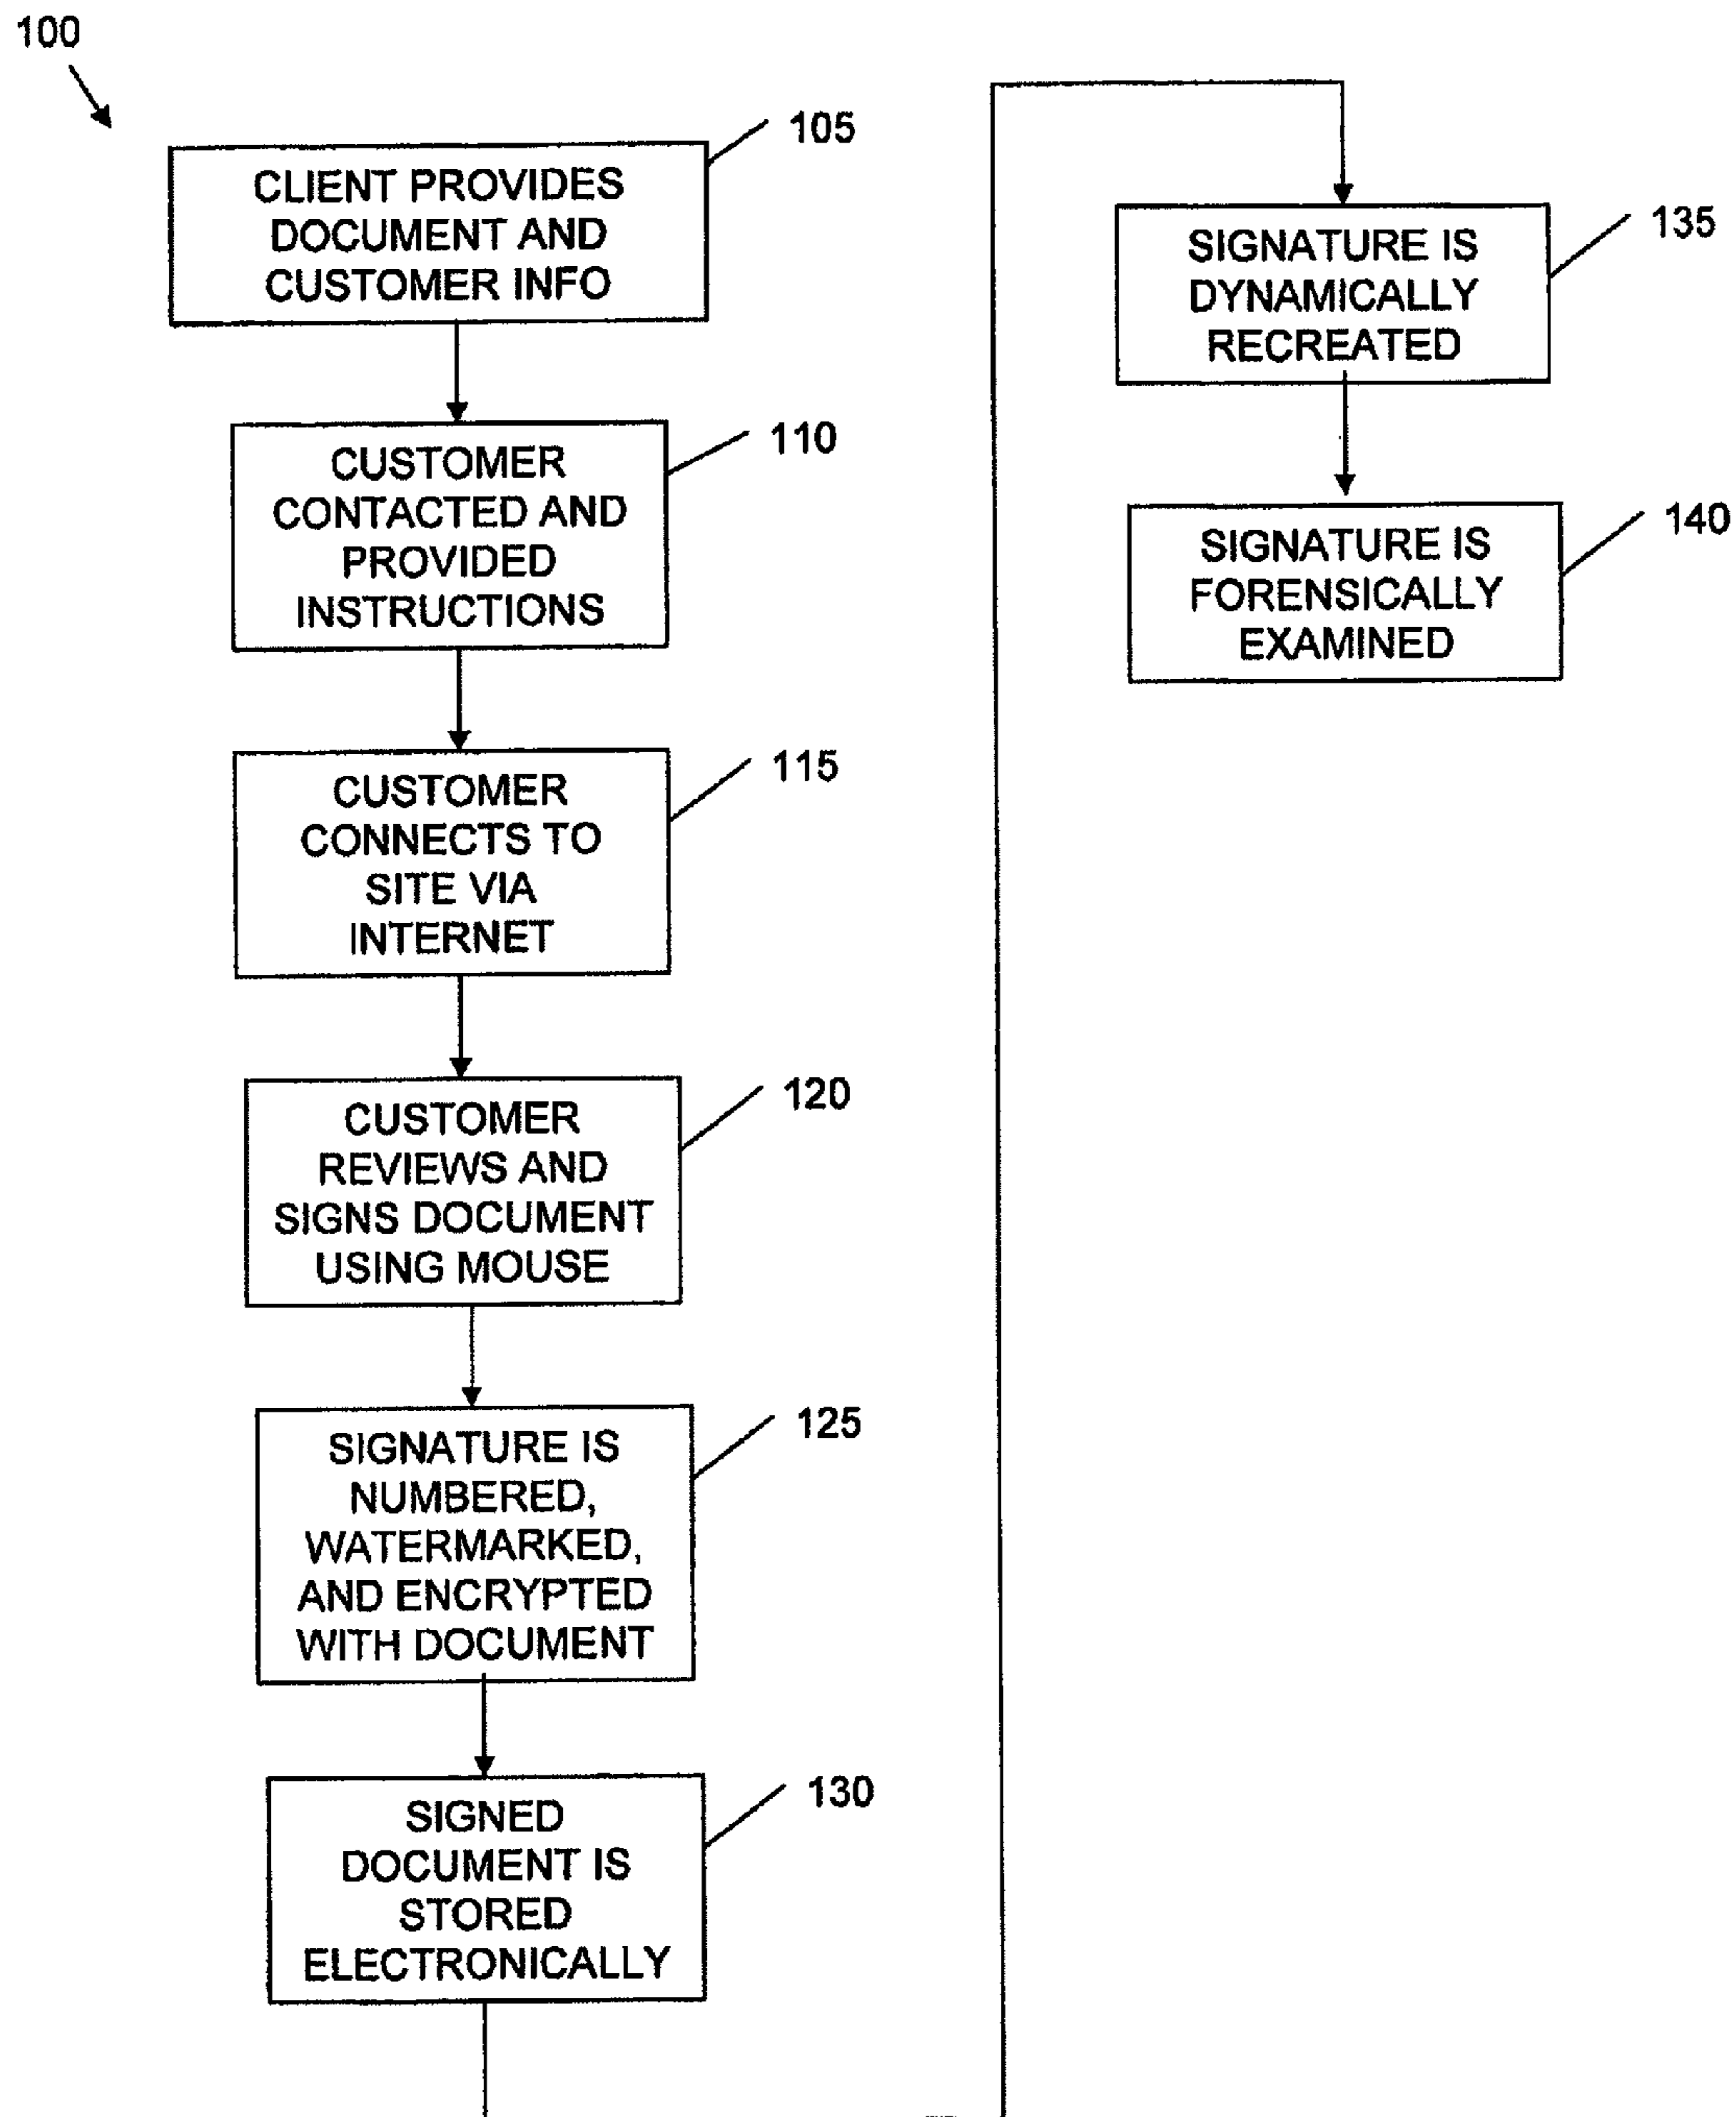 100
105
CLIENT PROVIDES
DOCUMENT AND
CUSTOMER INFO
110
CUSTOMER
CONTACTED AND
PROVIDED
INSTRUCTIONS
115
CUSTOMER
CONNECTS TO
SITE VIA
INTERNET
120
CUSTOMER
REVIEWS AND
SIGNS DOCUMENT
USING MOUSE
125
SIGNATURE IS
NUMBERED,
WATERMARKED,
AND ENCRYPTED
WITH DOCUMENT
130
SIGNED
DOCUMENT IS
STORED
ELECTRONICALLY
135
SIGNATURE IS
DYNAMICALLY
RECREATED
140
SIGNATURE IS
FORENSICALLY
EXAMINED